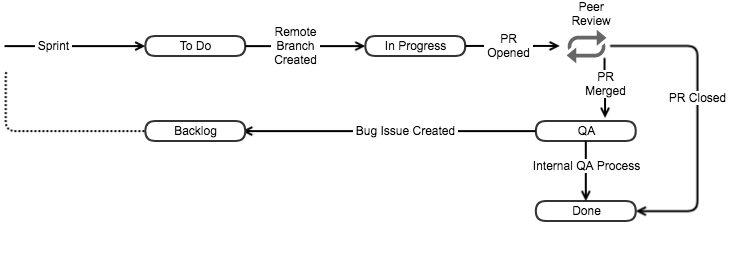 Peer
Review
Sprint
To Do
Remote
Branch
Created
In Progress
PR
Opened
PR
Merged
PR Closed
Backlog
Bug Issue Created
QA
Internal QA Process
Done